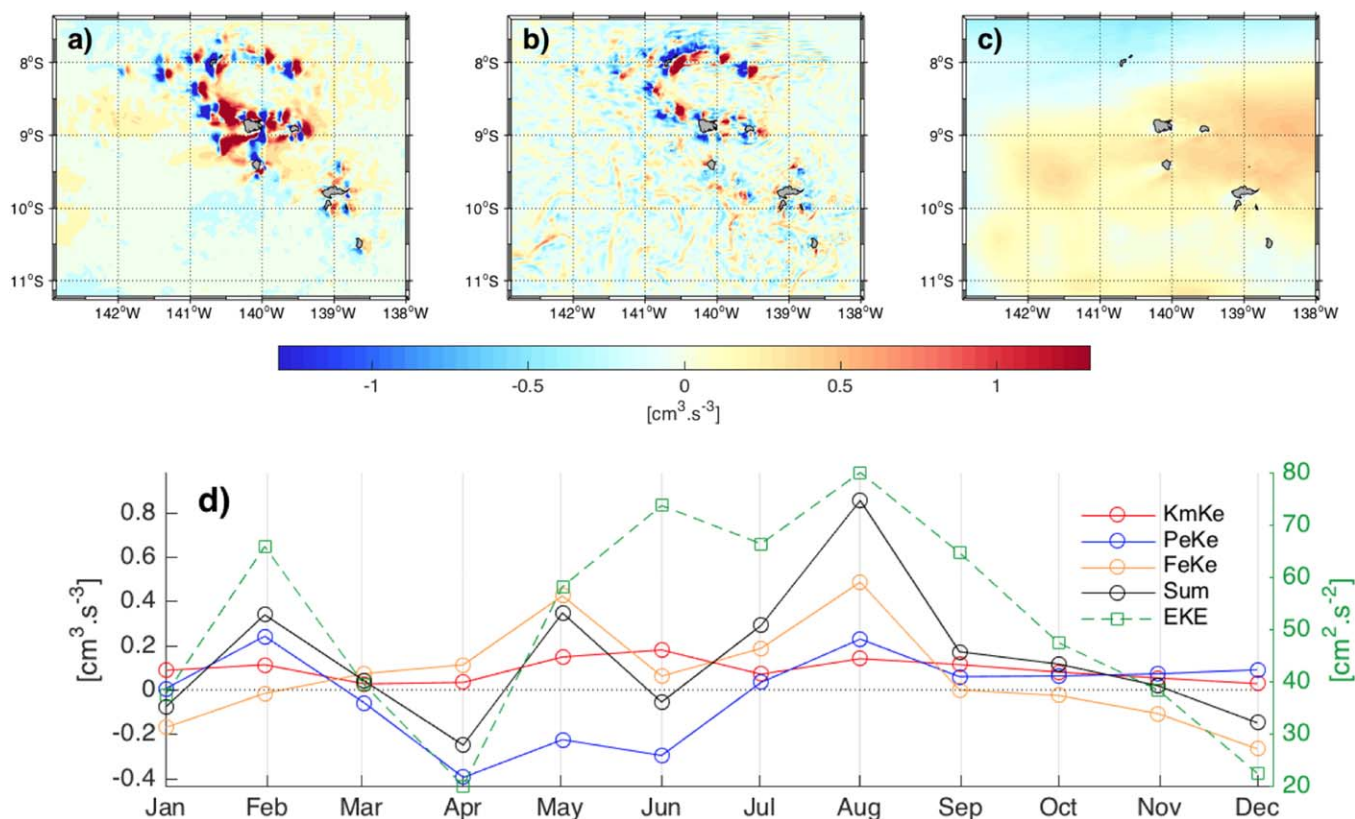 a)
b)
c)
8°S
9°S
10°S
11°S
142°W 141°W 140°W 139°W 138°W
8°S
9°S
10°S
11°S
142°W 141°W 140°W 139°W 138°W
8°S
9°S
10°S
11°S
142°W 141°W 140°W 139°W 138°W
-1 -0.5 0 0.5 1
[cm³.s⁻³]
d)
[cm³.s⁻³]
0.8
0.6
0.4
0.2
0
-0.2
-0.4
KmKe
PeKe
FeKe
Sum
EKE
80
70
60
50
40
30
20
[cm².s⁻²]
Jan Feb Mar Apr May Jun Jul Aug Sep Oct Nov Dec